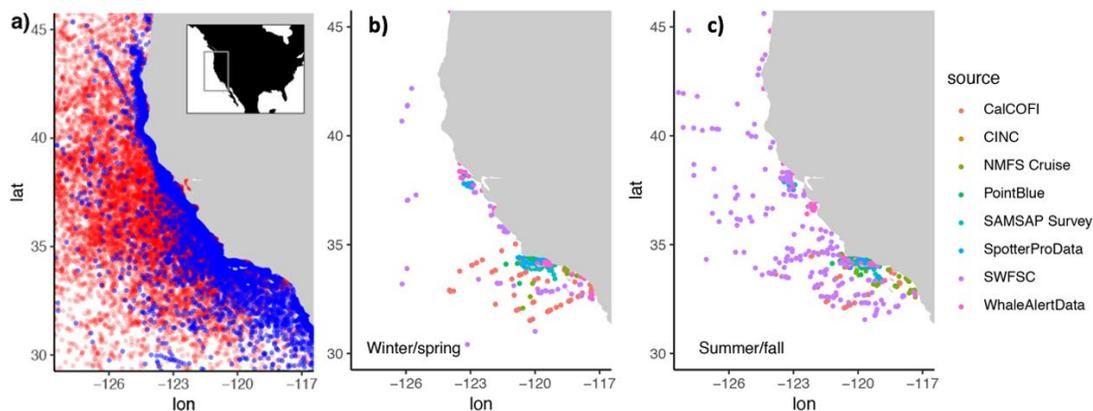 a)
45
40
35
30
lat
−126 −123 −120 −117
lon
b)
45
40
35
30
Winter/spring
−126 −123 −120 −117
lon
c)
45
40
35
30
lat
Summer/fall
−126 −123 −120 −117
lon
source
CalCOFI
CINC
NMFS Cruise
PointBlue
SAMSAP Survey
SpotterProData
SWFSC
WhaleAlertData